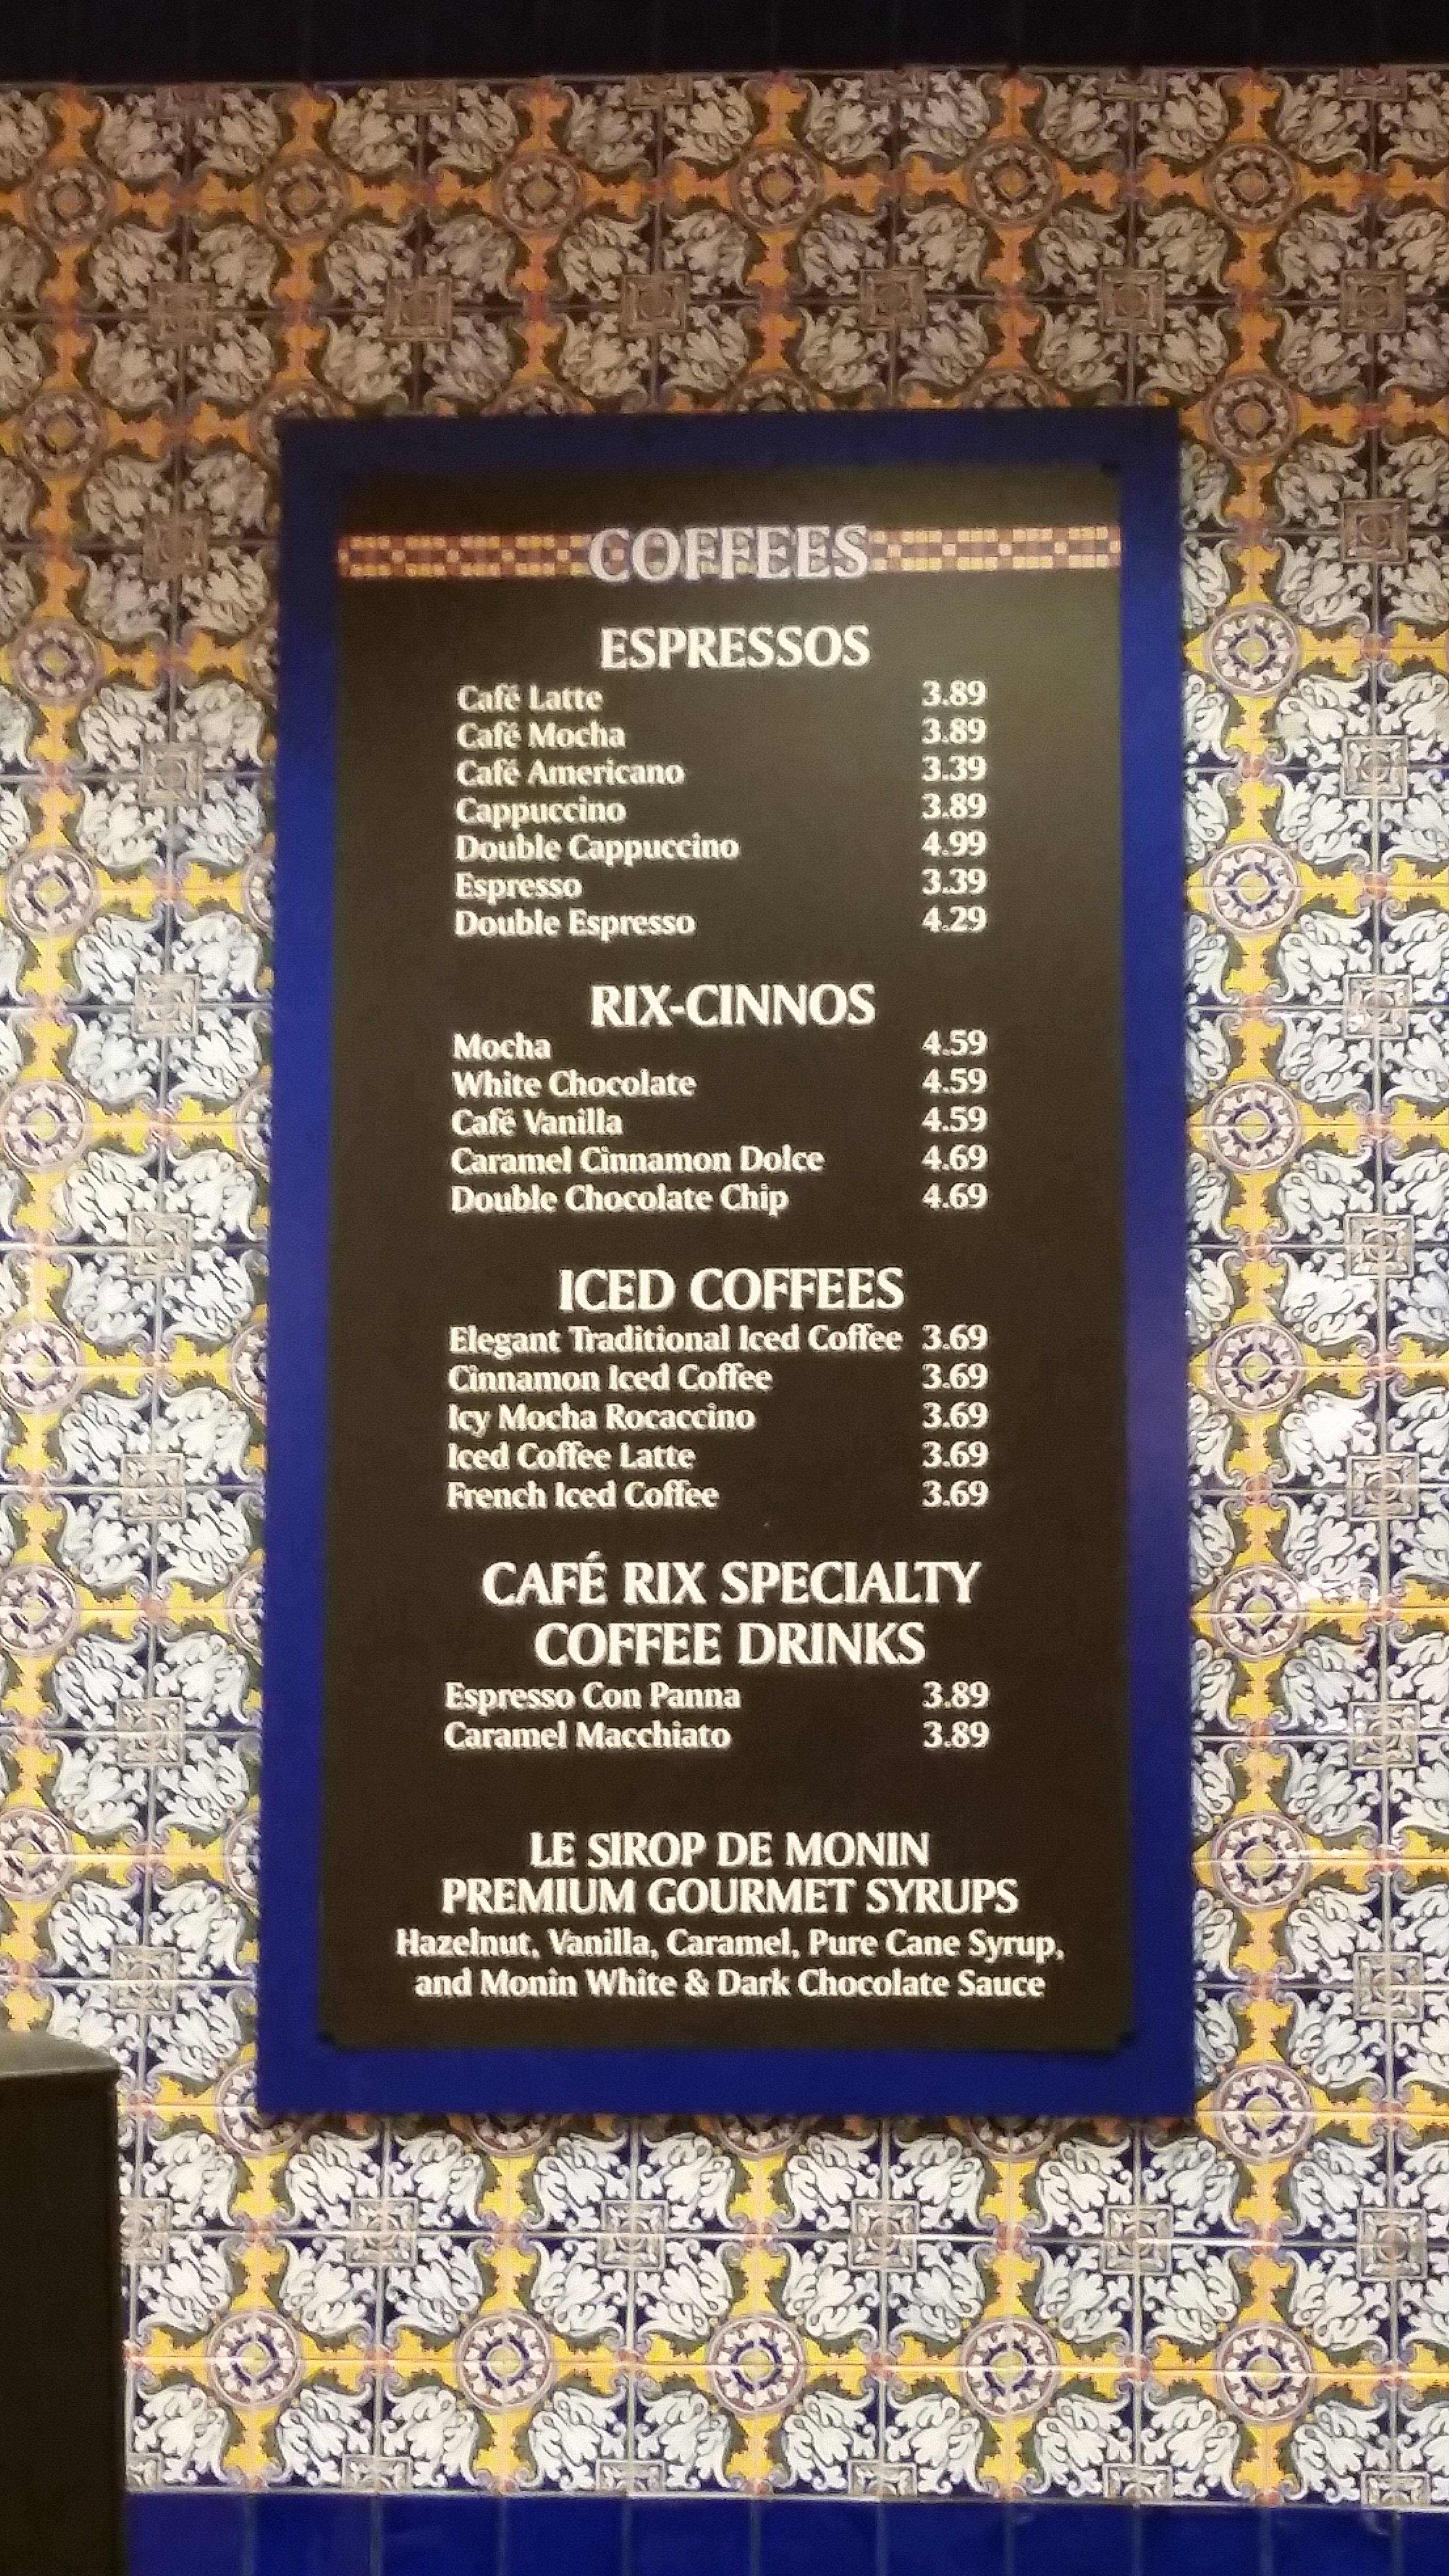 COFFEES
ESPRESSOS
Café Latte 3.89
Café Mocha 3.89
Café Americano 3.39
Cappuccino 3.89
Double Cappuccino 4.99
Espresso 3.39
Double Espresso 4.29
RIX-CINNOS
Mocha 4.59
White Chocolate 4.59
Café Vanilla 4.59
Caramel Cinnamon Dolce 4.69
Double Chocolate Chip 4.69
ICED COFFEES
Elegant Traditional Iced Coffee 3.69
Cinnamon Iced Coffee 3.69
Icy Mocha Rocaccino 3.69
Iced Coffee Latte 3.69
French Iced Coffee 3.69
CAFÉ RIX SPECIALTY
COFFEE DRINKS
Espresso Con Panna 3.89
Caramel Macchiato 3.89
LE SIROP DE MONIN
PREMIUM GOURMET SYRUPS
Hazelnut, Vanilla, Caramel, Pure Cane Syrup,
and Monin White & Dark Chocolate Sauce